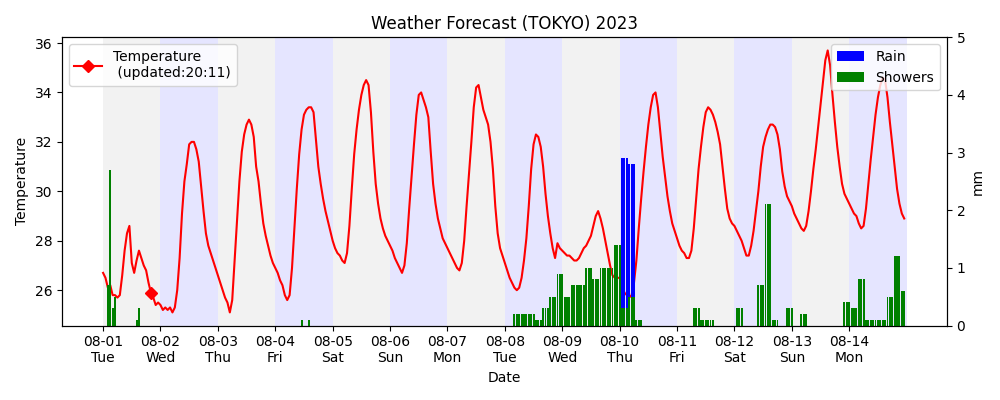 Weather Forecast (TOKYO) 2023
Temperature
(updated:20:11)
Rain
Showers
Temperature
36
34
32
30
28
26
5
4
3
2
1
0
mm
08-01 08-02 08-03 08-04 08-05 08-06 08-07 08-08 08-09 08-10 08-11 08-12 08-13 08-14
Tue Wed Thu Fri Sat Sun Mon Tue Wed Thu Fri Sat Sun Mon
Date